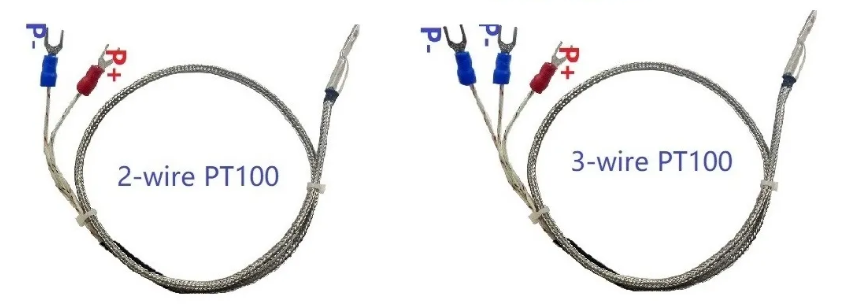 P-
P+
2-wire PT100
P-
P-
P+
3-wire PT100